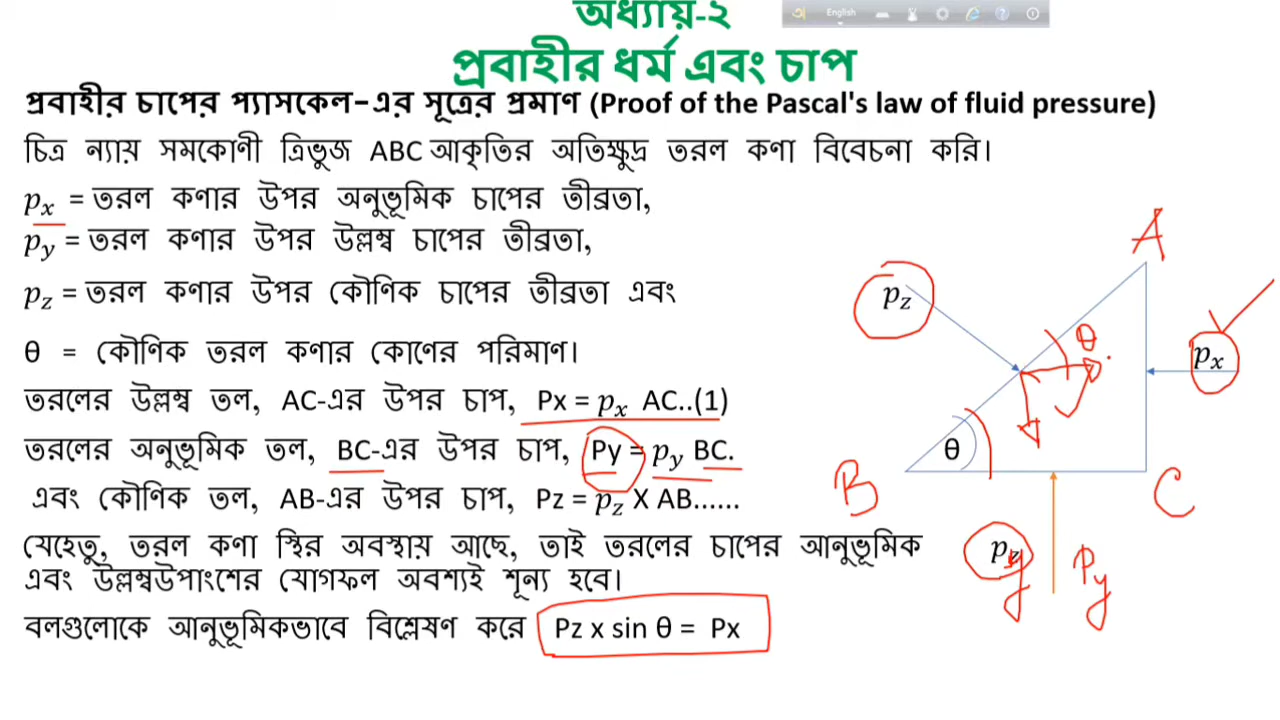 অধ্যায়-২
English
প্রবাহীর ধর্ম এবং চাপ
প্রবাহীর চাপের প্যাসকেল-এর সূত্রের প্রমাণ (Proof of the Pascal's law of fluid pressure)
চিত্র ন্যায় সমকোণী ত্রিভুজ ABC আকৃতির অতিক্ষুদ্র তরল কণা বিবেচনা করি।
px = তরল কণার উপর অনুভূমিক চাপের তীব্রতা,
py = তরল কণার উপর উল্লম্ব চাপের তীব্রতা,
pz = তরল কণার উপর কৌণিক চাপের তীব্রতা এবং
θ = কৌণিক তরল কণার কোণের পরিমাণ।
তরলের উল্লম্ব তল, AC-এর উপর চাপ, Px = px AC..(1)
তরলের অনুভূমিক তল, BC-এর উপর চাপ, Py = py BC.
এবং কৌণিক তল, AB-এর উপর চাপ, Pz = pz X AB......
যেহেতু, তরল কণা স্থির অবস্থায় আছে, তাই তরলের চাপের আনুভূমিক
এবং উল্লম্বউপাংশের যোগফল অবশ্যই শূন্য হবে।
বলগুলোকে আনুভূমিকভাবে বিশ্লেষণ করে Pz x sin θ = Px
A
pz
θ
px
θ
B
C
py
Py